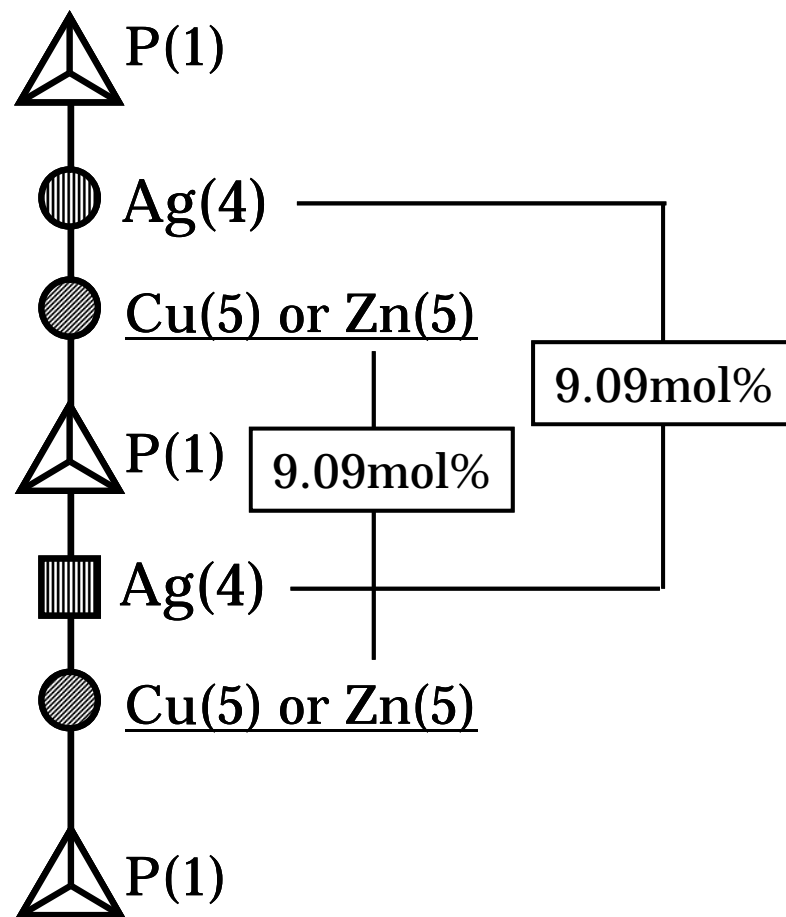 P(1)
Ag(4)
Cu(5) or Zn(5)
9.09mol%
P(1)
9.09mol%
Ag(4)
Cu(5) or Zn(5)
P(1)